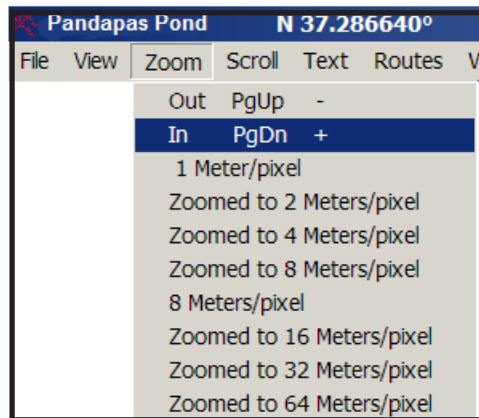 Pandapas Pond N 37.286640º
File View Zoom Scroll Text Routes
Out PgUp -
In PgDn +
1 Meter/pixel
Zoomed to 2 Meters/pixel
Zoomed to 4 Meters/pixel
Zoomed to 8 Meters/pixel
8 Meters/pixel
Zoomed to 16 Meters/pixel
Zoomed to 32 Meters/pixel
Zoomed to 64 Meters/pixel